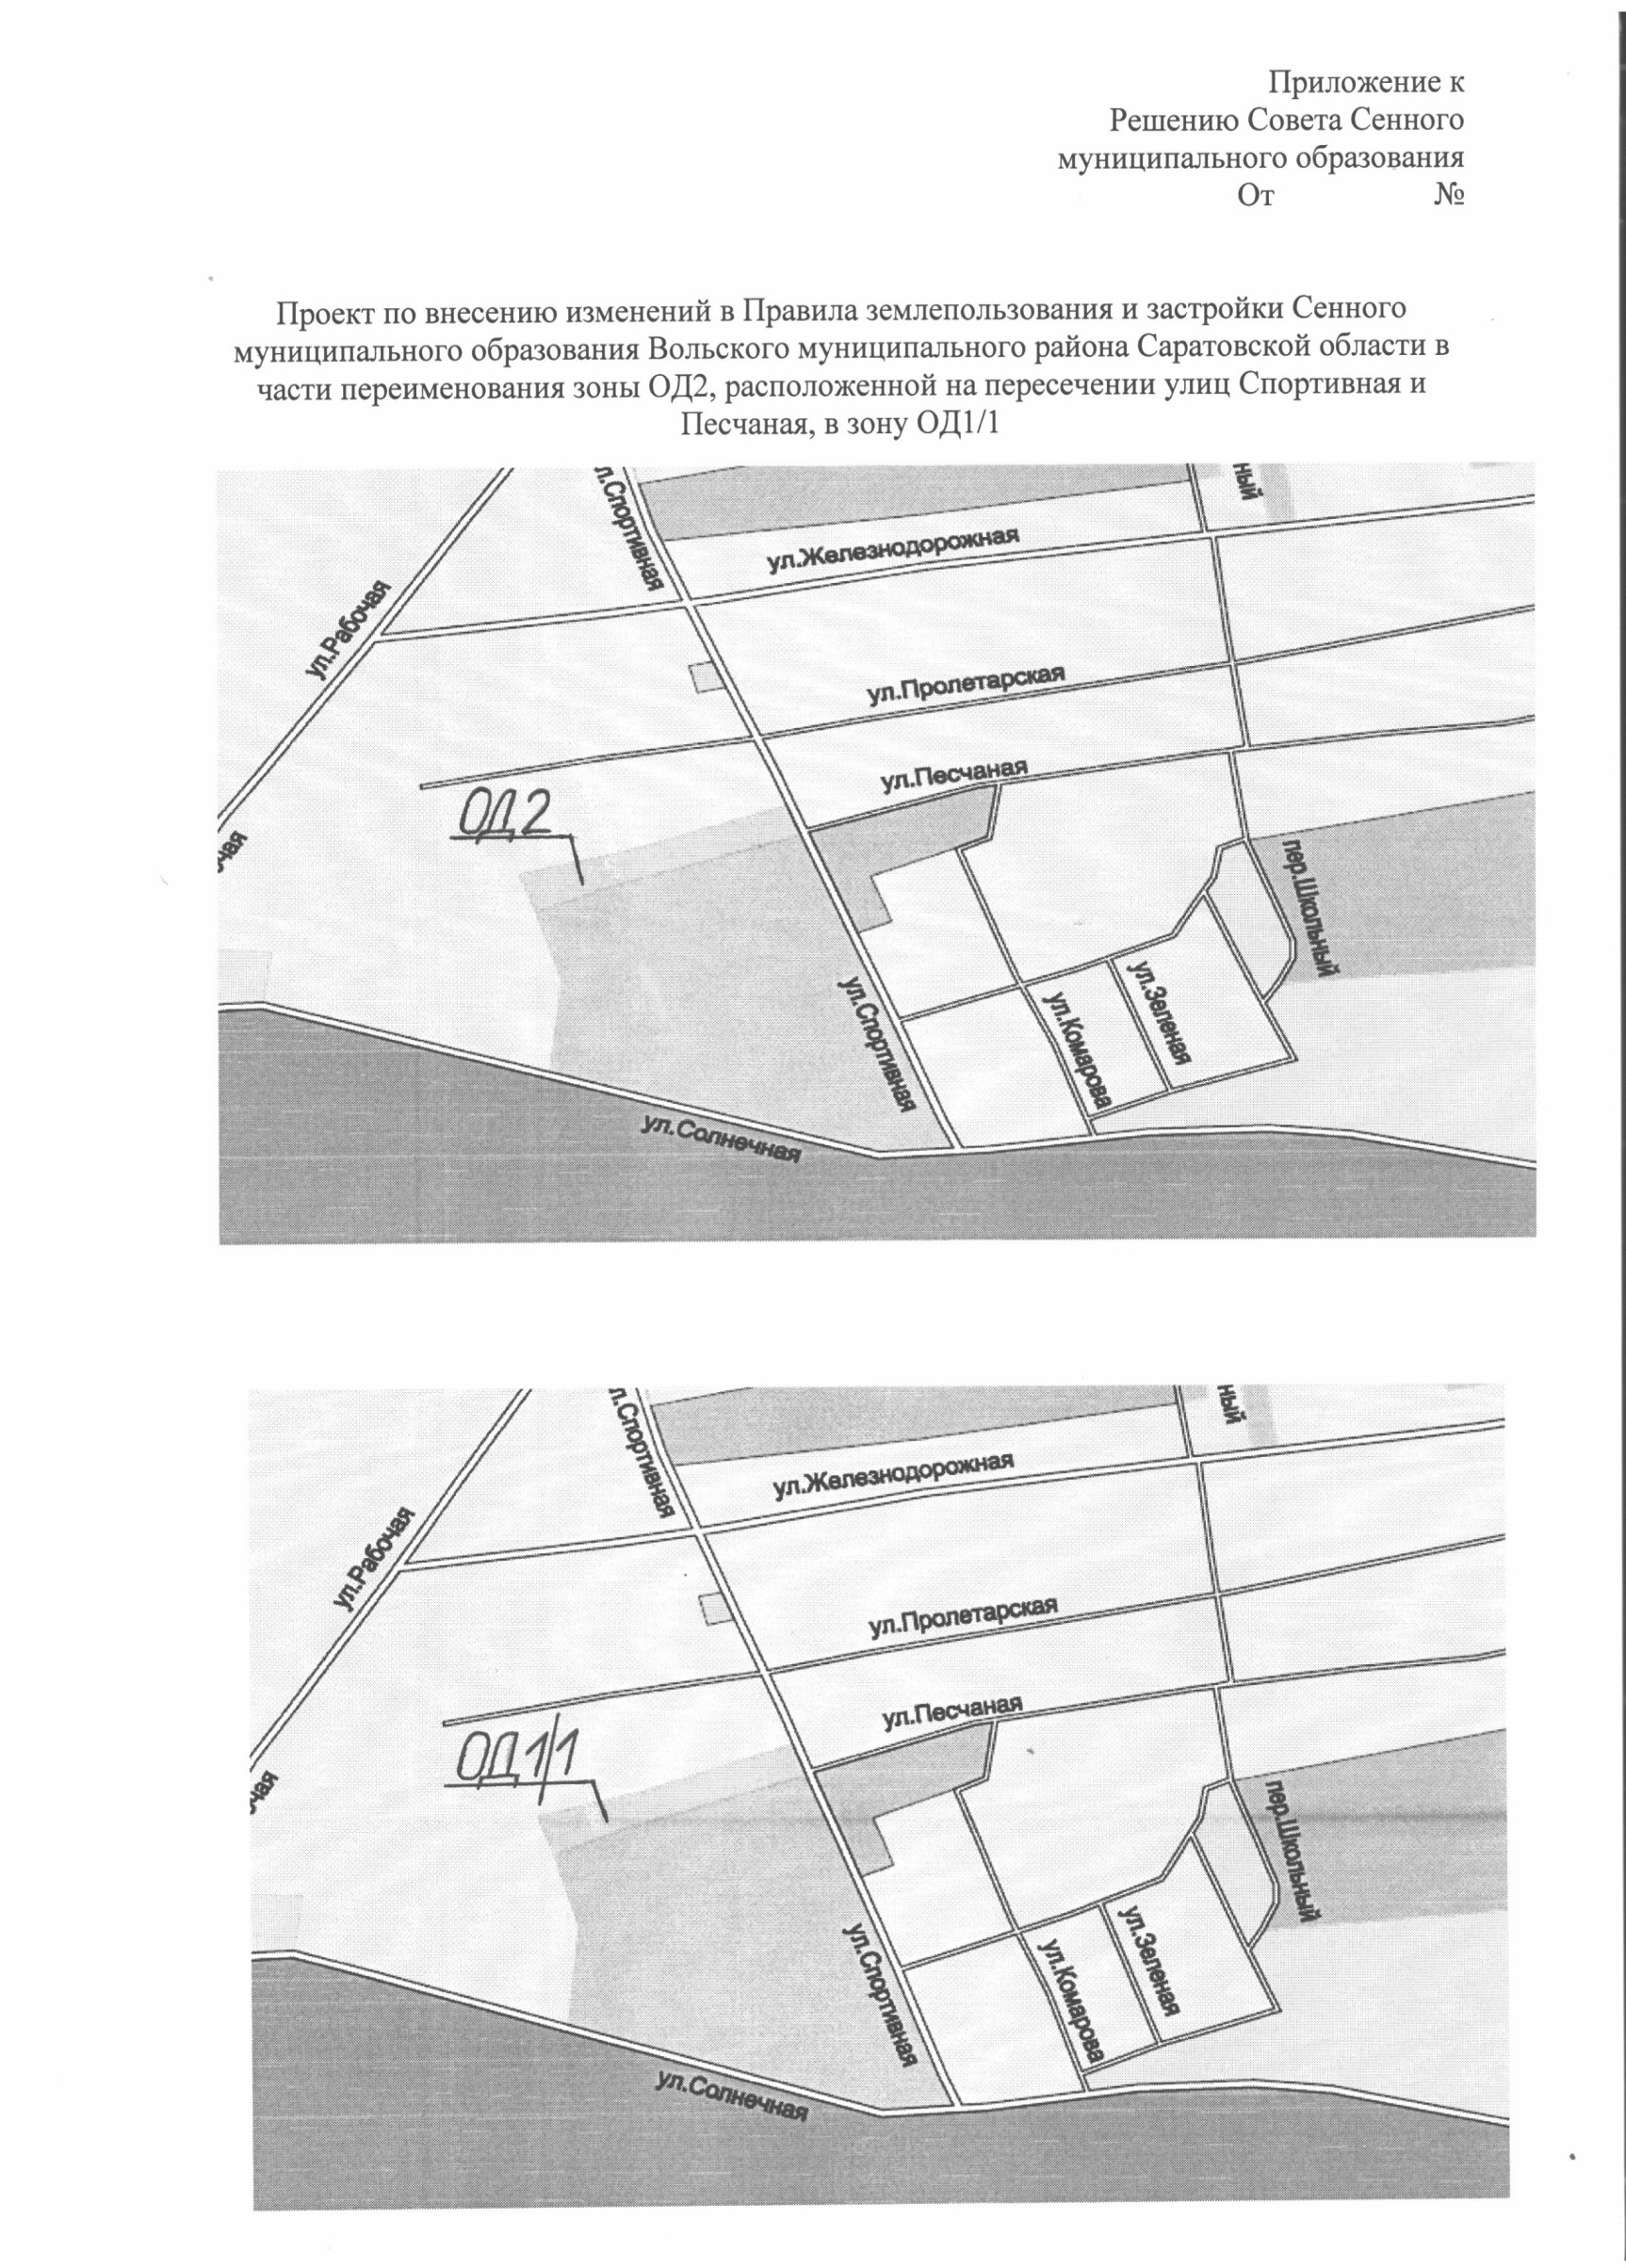 Приложение к
Решению Совета Сенного
муниципального образования
От №
Проект по внесению изменений в Правила землепользования и застройки Сенного
муниципального образования Вольского муниципального района Саратовской области в
части переименования зоны ОД2, расположенной на пересечении улиц Спортивная и
Песчаная, в зону ОД1/1
л.Спортивная
ный
ул.Железнодорожная
ул.Рабочая
ул.Пролетарская
ул.Песчаная
ОД2
чая
пер.Школьный
ул.Спортивная
ул.Зеленая
ул.Комарова
ул.Солнечная
л.Спортивная
ный
ул.Железнодорожная
ул.Рабочая
ул.Пролетарская
ул.Песчаная
ОД1/1
чая
пер.Школьный
ул.Спортивная
ул.Зеленая
ул.Комарова
ул.Солнечная